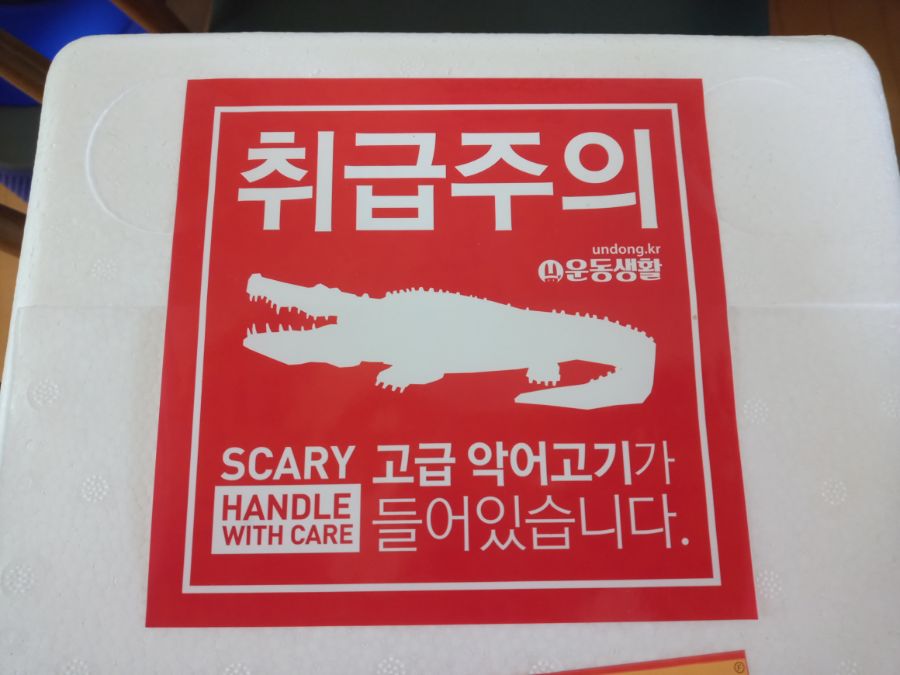 취급주의
undong.kr
운동생활
SCARY
HANDLE
WITH CARE
고급 악어고기가
들어있습니다.